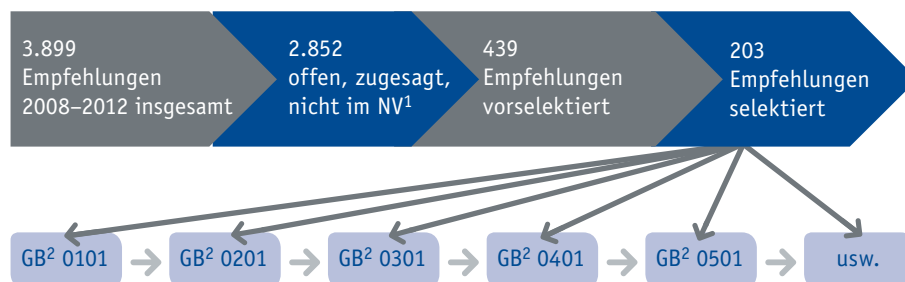 3.899
Empfehlungen
2008–2012 insgesamt
2.852
offen, zugesagt,
nicht im NV¹
439
Empfehlungen
vorselektiert
203
Empfehlungen
selektiert
GB² 0101
GB² 0201
GB² 0301
GB² 0401
GB² 0501
usw.